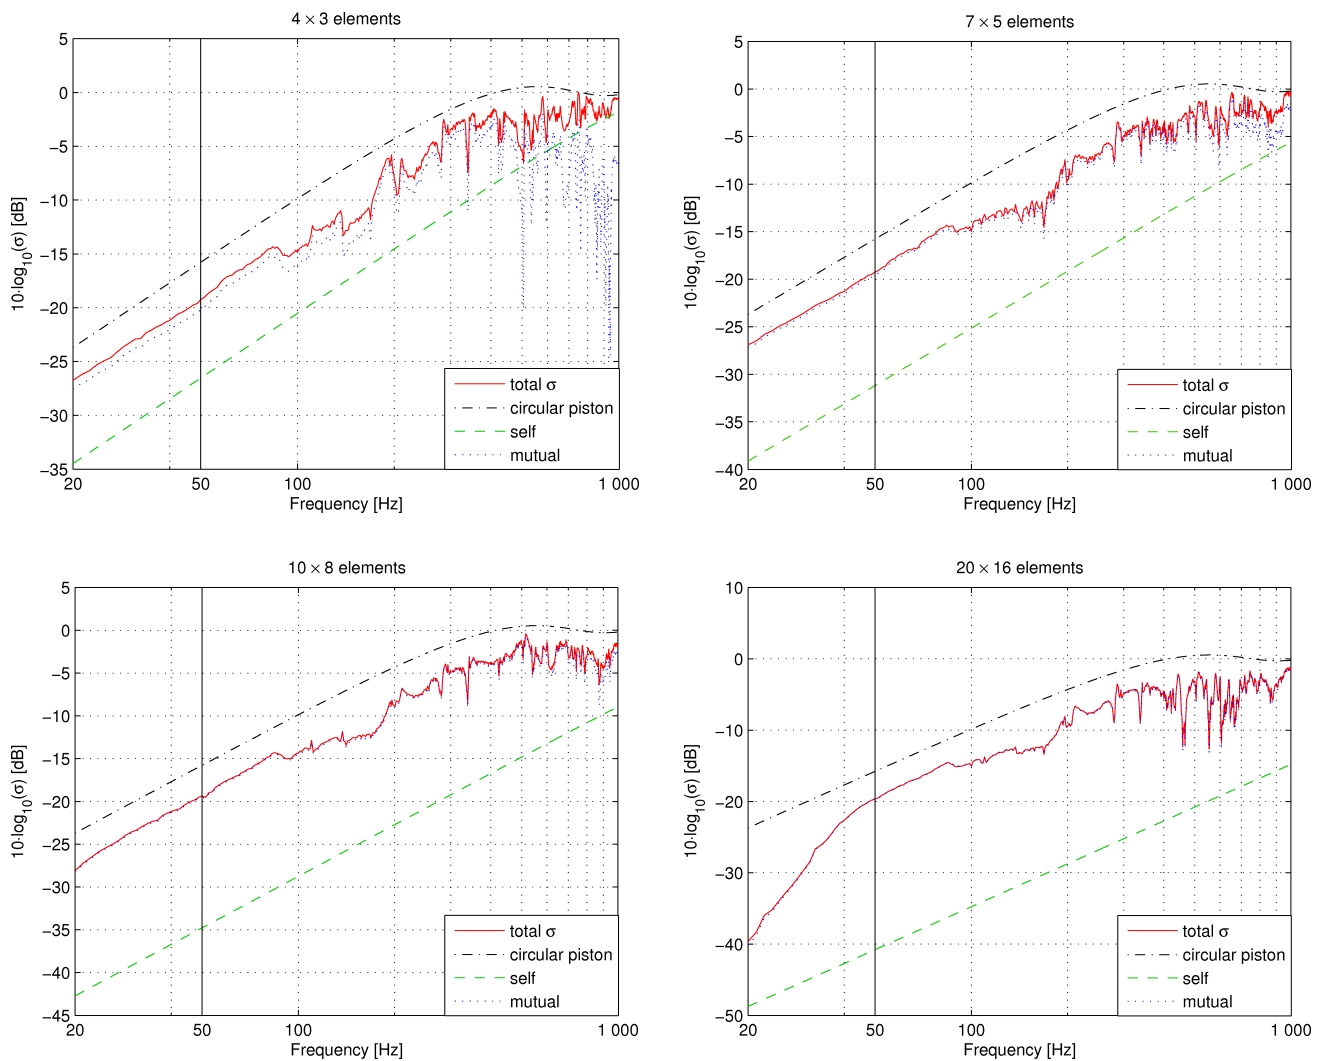 4 × 3 elements
5
0
−5
−10
−15
−20
−25
−30
−35
10·log10(σ) [dB]
20
50
100
1 000
Frequency [Hz]
total σ
circular piston
self
mutual
7 × 5 elements
5
0
−5
−10
−15
−20
−25
−30
−35
−40
10·log10(σ) [dB]
20
50
100
1 000
Frequency [Hz]
total σ
circular piston
self
mutual
10 × 8 elements
5
0
−5
−10
−15
−20
−25
−30
−35
−40
−45
10·log10(σ) [dB]
20
50
100
1 000
Frequency [Hz]
total σ
circular piston
self
mutual
20 × 16 elements
10
0
−10
−20
−30
−40
−50
10·log10(σ) [dB]
20
50
100
1 000
Frequency [Hz]
total σ
circular piston
self
mutual